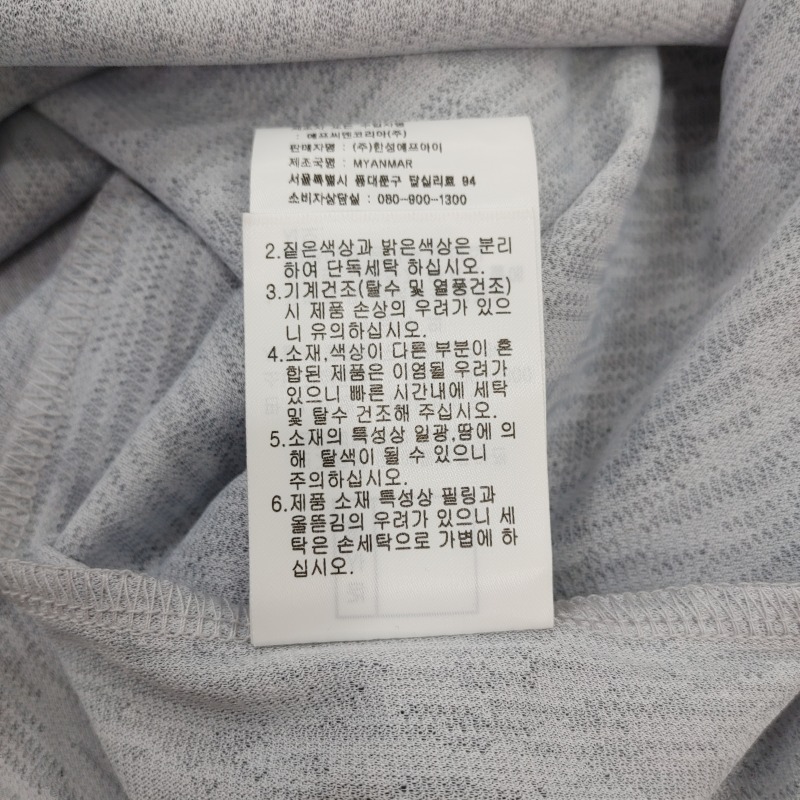 : 에프씨엔코리아(주)
판매자명 : (주)한섬에프아이
제조국명 : MYANMAR
서울특별시 동대문구 답십리로 94
소비자상담실 : 080-900-1300
2.짙은색상과 밝은색상은 분리
하여 단독세탁 하십시오.
3.기계건조(탈수 및 열풍건조)
시 제품 손상의 우려가 있으
니 유의하십시오.
4.소재,색상이 다른 부분이 혼
합된 제품은 이염될 우려가
있으니 빠른 시간내에 세탁
및 탈수 건조해 주십시오.
5.소재의 특성상 일광,땀에 의
해 탈색이 될 수 있으니
주의하십시오.
6.제품 소재 특성상 필링과
올뜯김의 우려가 있으니 세
탁은 손세탁으로 가볍에 하
십시오.